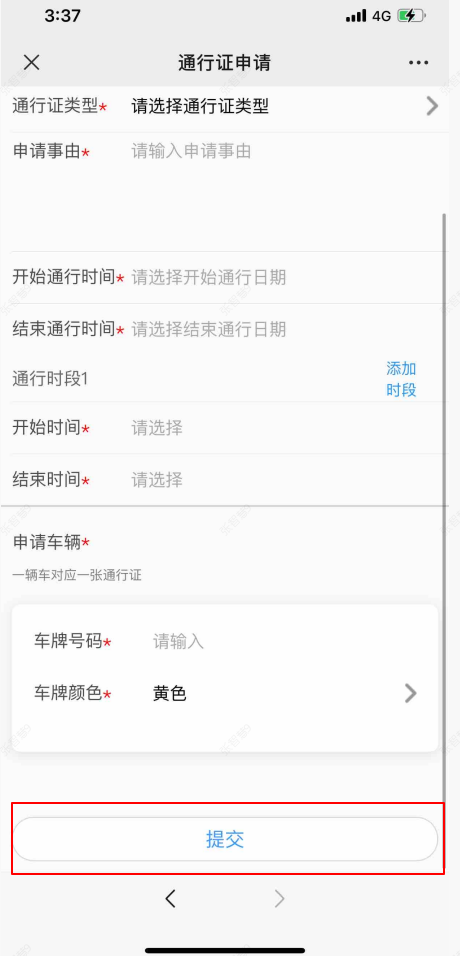 3:37
4G
通行证申请
通行证类型* 请选择通行证类型
申请事由* 请输入申请事由
开始通行时间* 请选择开始通行日期
结束通行时间* 请选择结束通行日期
通行时段1
添加
时段
开始时间* 请选择
结束时间* 请选择
申请车辆*
一辆车对应一张通行证
车牌号码* 请输入
车牌颜色* 黄色
提交